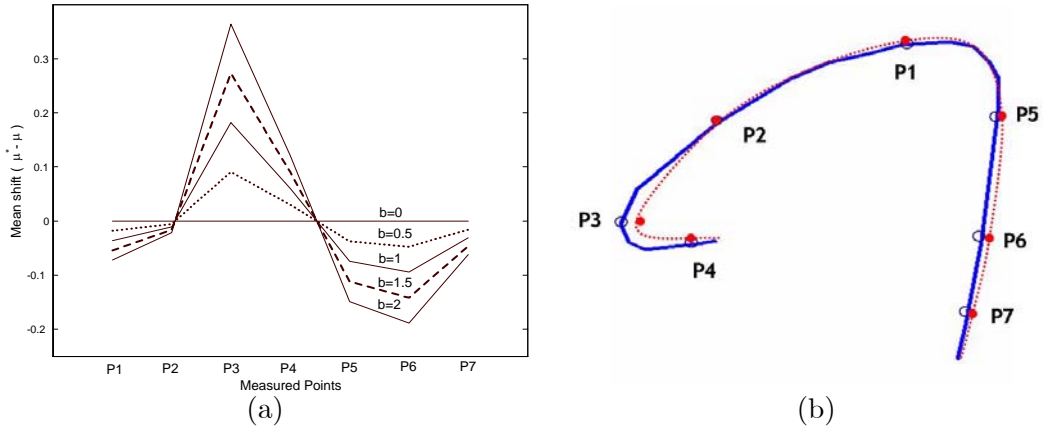 0.3
0.2
0.1
0
-0.1
-0.2
Mean shift ( μ* - μ)
b=0
b=0.5
b=1
b=1.5
b=2
P1 P2 P3 P4 P5 P6 P7
Measured Points
(a)
P1
P5
P2
P3
P4
P6
P7
(b)